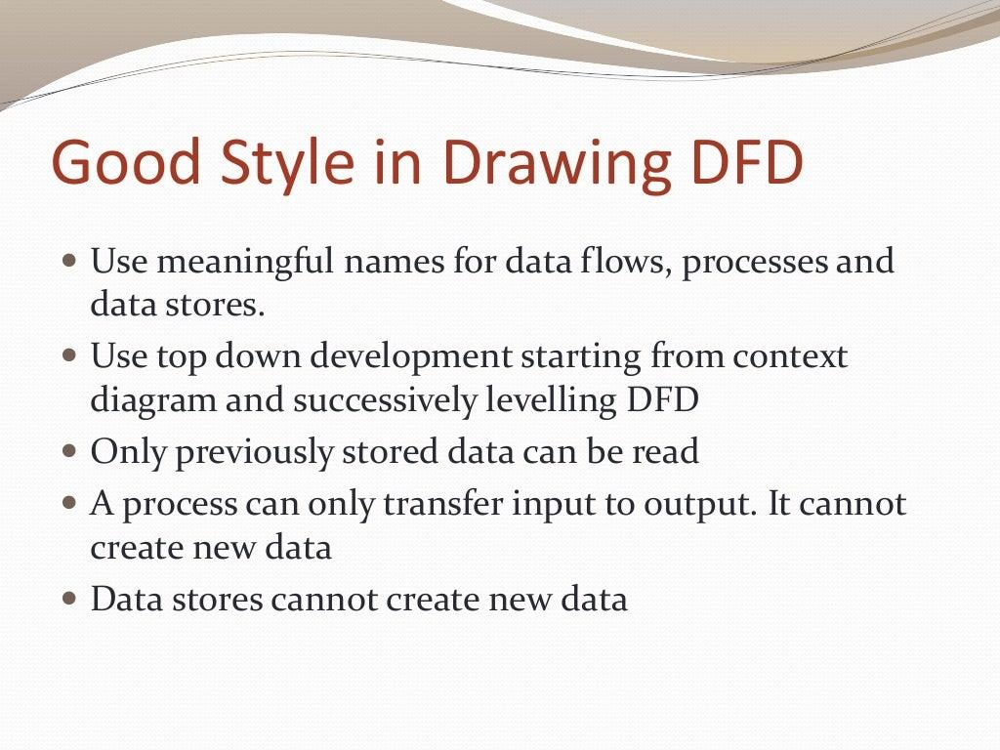 Good Style in Drawing DFD
• Use meaningful names for data flows, processes and
data stores.
• Use top down development starting from context
diagram and successively levelling DFD
• Only previously stored data can be read
• A process can only transfer input to output. It cannot
create new data
• Data stores cannot create new data